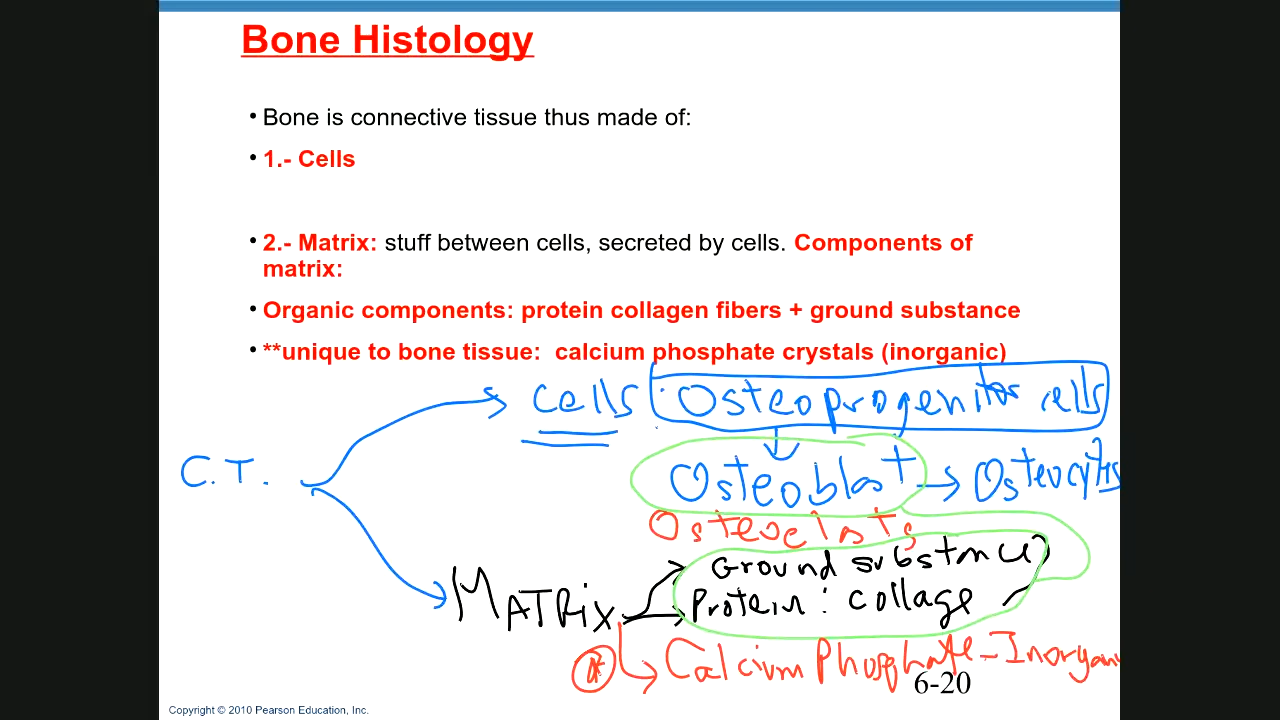 Bone Histology
• Bone is connective tissue thus made of:
• 1.- Cells
• 2.- Matrix: stuff between cells, secreted by cells. Components of
matrix:
• Organic components: protein collagen fibers + ground substance
• **unique to bone tissue: calcium phosphate crystals (inorganic)
cells : Osteoprogenitor cells
C.T.
Osteoblast → Osteocytes
Osteoclasts
Ground substance
MATRix
Protein : collage
* Calcium Phosphate - Inorgan
6-20
Copyright © 2010 Pearson Education, Inc.